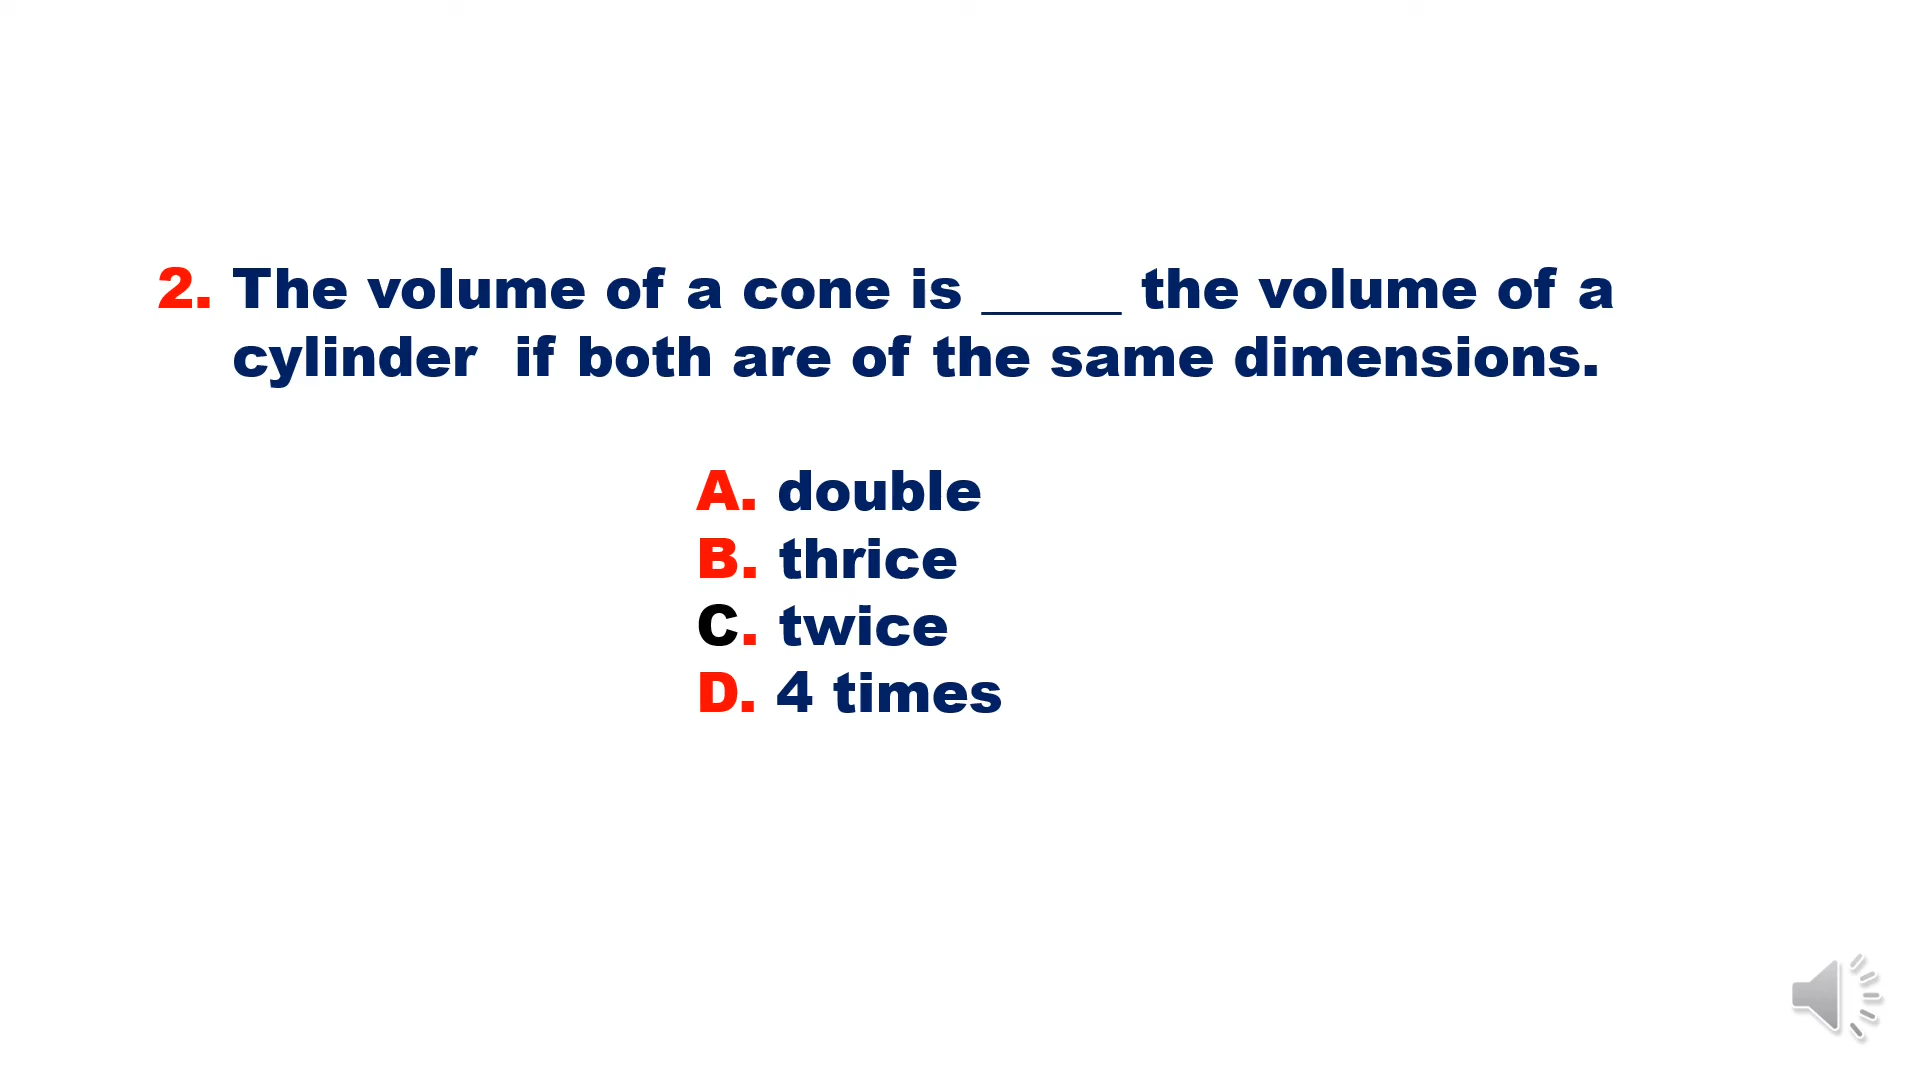 2. The volume of a cone is _____ the volume of a
cylinder if both are of the same dimensions.
A. double
B. thrice
C. twice
D. 4 times